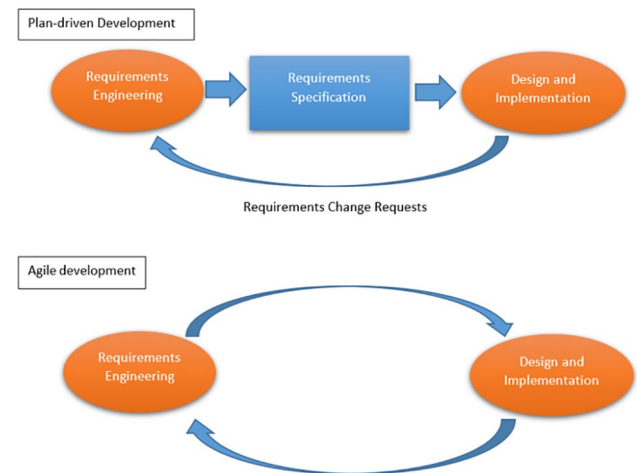 Plan-driven Development
Requirements
Engineering
Requirements
Specification
Design and
Implementation
Requirements Change Requests
Agile development
Requirements
Engineering
Design and
Implementation